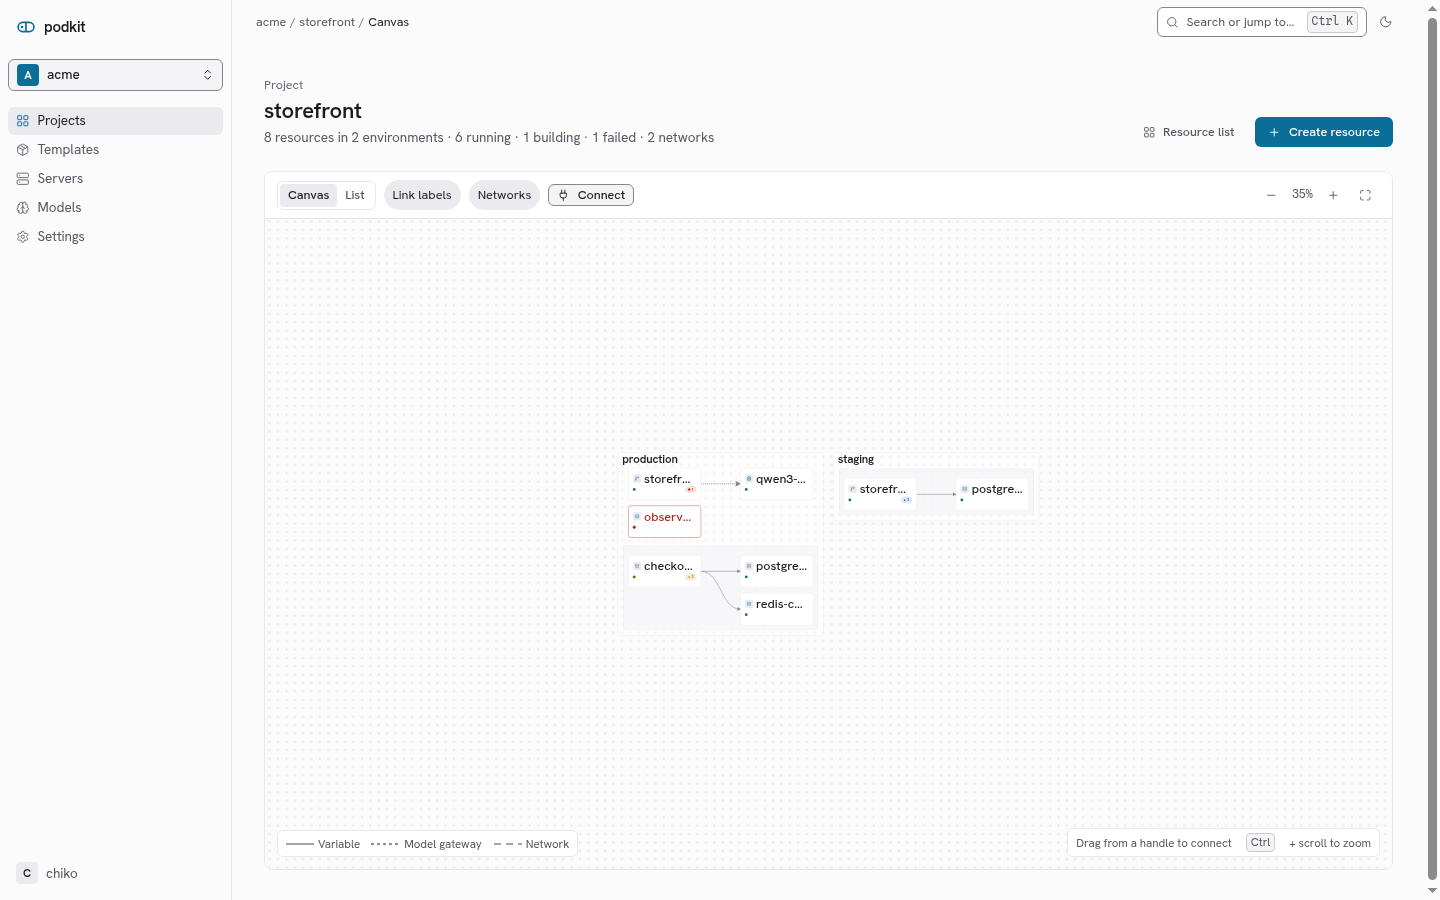 podkit
acme / storefront / Canvas
Search or jump to...
Ctrl K
A
acme
Projects
Templates
Servers
Models
Settings
Project
storefront
8 resources in 2 environments · 6 running · 1 building · 1 failed · 2 networks
Resource list
Create resource
Canvas
List
Link labels
Networks
Connect
35%
production
storefr...
qwen3-...
observ...
checko...
postgre...
redis-c...
staging
storefr...
postgre...
Variable
Model gateway
Network
Drag from a handle to connect
Ctrl
+ scroll to zoom
C
chiko